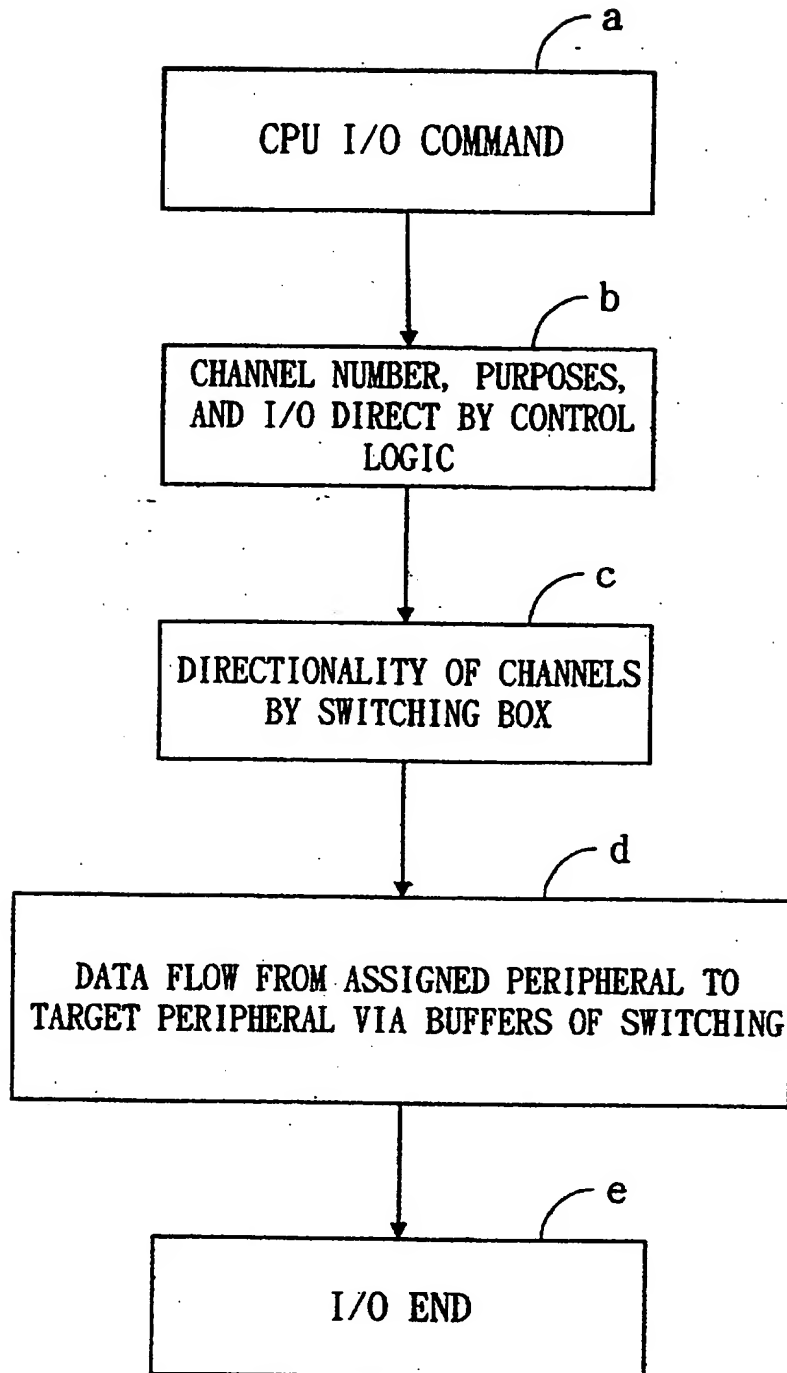 a
CPU I/O COMMAND
b
CHANNEL NUMBER, PURPOSES,
AND I/O DIRECT BY CONTROL
LOGIC
c
DIRECTIONALITY OF CHANNELS
BY SWITCHING BOX
d
DATA FLOW FROM ASSIGNED PERIPHERAL TO
TARGET PERIPHERAL VIA BUFFERS OF SWITCHING
e
I/O END